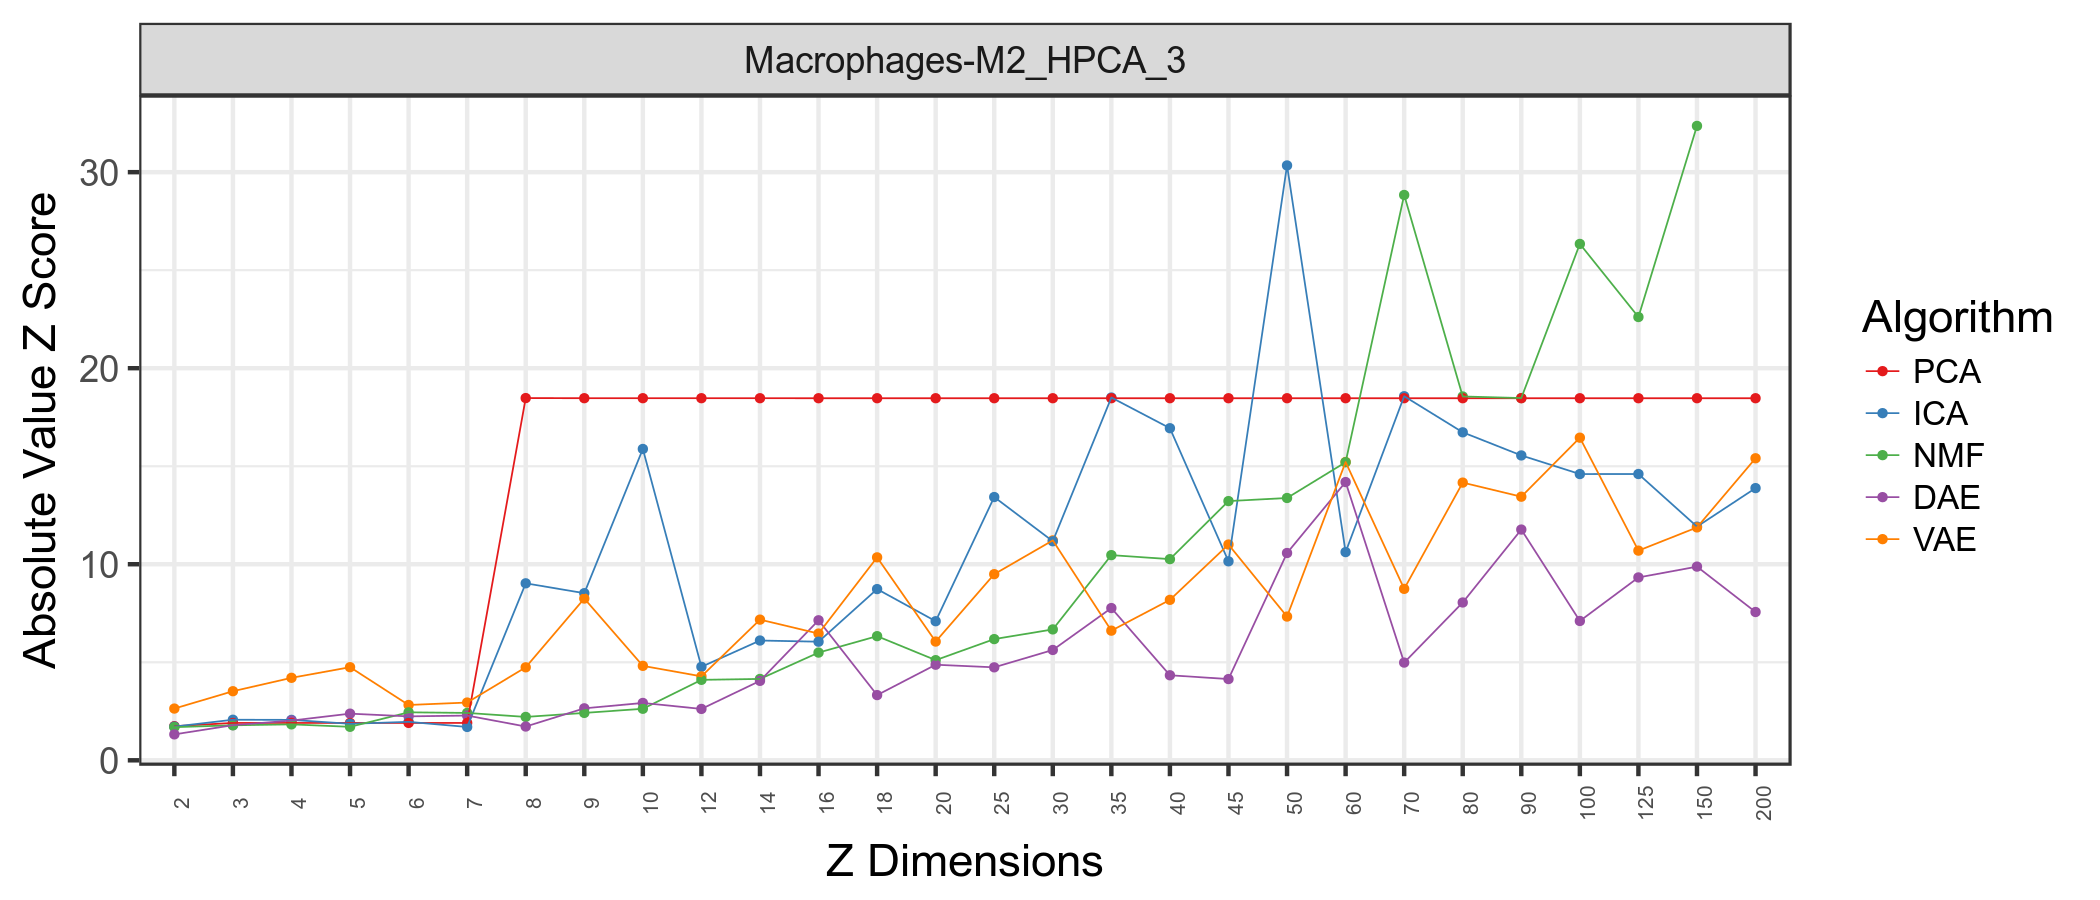 Macrophages-M2_HPCA_3
Absolute Value Z Score
30
20
10
0
2 3 4 5 6 7 8 9 10 12 14 16 18 20 25 30 35 40 45 50 60 70 80 90 100 125 150 200
Z Dimensions
Algorithm
PCA
ICA
NMF
DAE
VAE